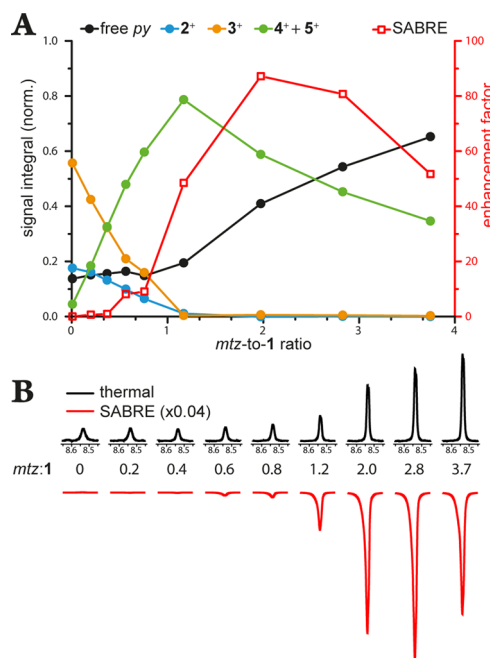 A
free py 2+ 3+ 4+ + 5+ SABRE
signal integral (norm.)
1.0
0.8
0.6
0.4
0.2
0.0
100
80
60
40
20
0
enhancement factor
0 1 2 3 4
mtz-to-1 ratio
B
thermal
SABRE (x0.04)
8.6 8.5 8.6 8.5 8.6 8.5 8.6 8.5 8.6 8.5 8.6 8.5 8.6 8.5 8.6 8.5 8.6 8.5
mtz:1 0 0.2 0.4 0.6 0.8 1.2 2.0 2.8 3.7